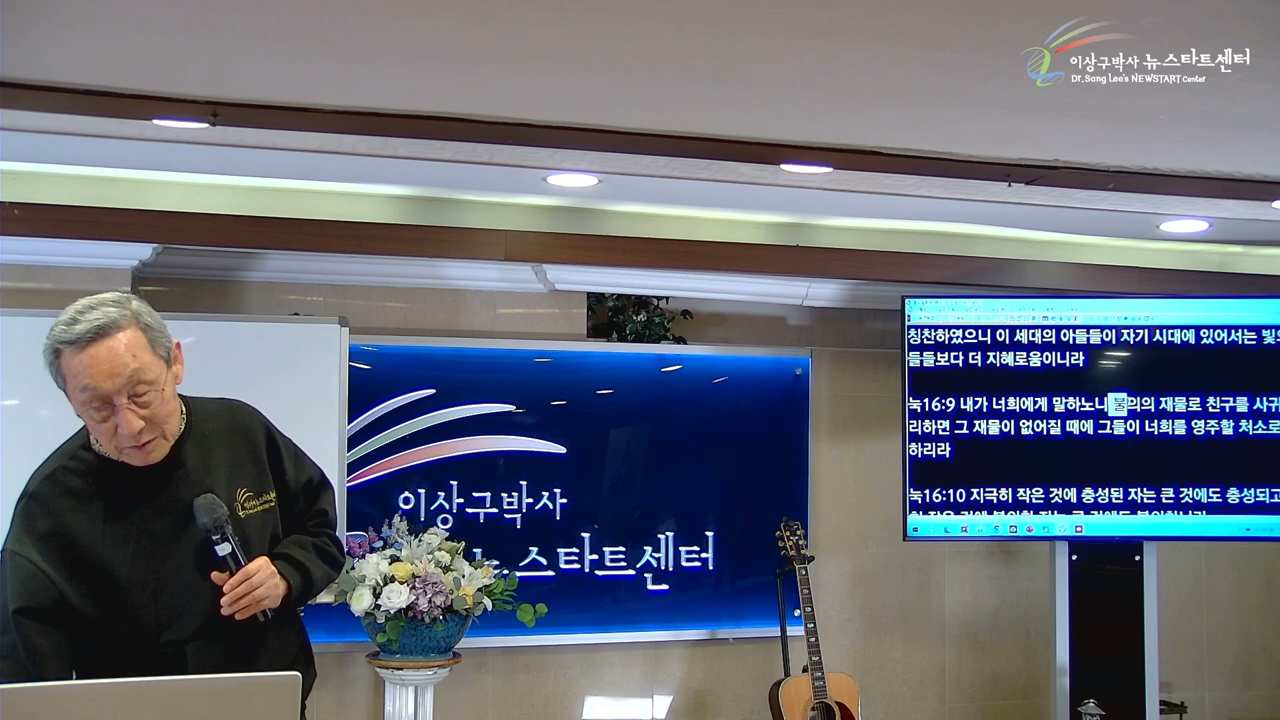 이상구박사 뉴스타트센터
Dr. Sang Lee's NEWSTART Center
칭찬하였으니 이 세대의 아들들이 자기 시대에 있어서는
들들보다 더 지혜로움이니라
눅16:9 내가 너희에게 말하노니 불의의 재물로 친구를 사귀
리하면 그 재물이 없어질 때에 그들이 너희를 영주할 처소로
하리라
눅16:10 지극히 작은 것에 충성된 자는 큰 것에도 충성되고
이상구박사
뉴스타트센터